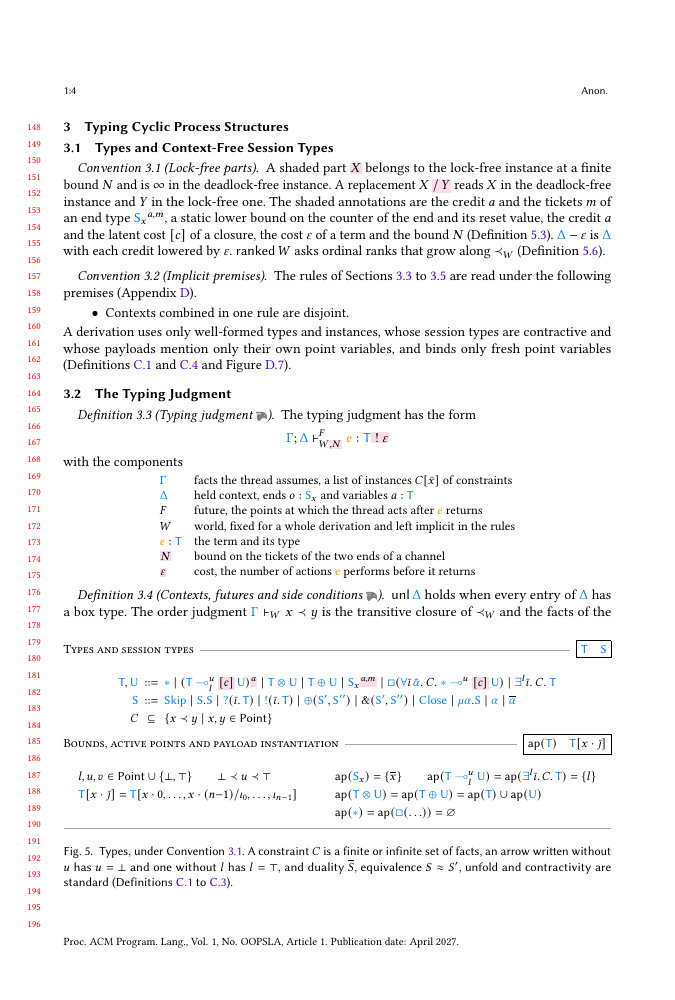 1:4 Anon.
148 3 Typing Cyclic Process Structures
149 3.1 Types and Context-Free Session Types
150
151 Convention 3.1 (Lock-free parts). A shaded part X belongs to the lock-free instance at a finite
152 bound N and is ∞ in the deadlock-free instance. A replacement X / Y reads X in the deadlock-free
153 instance and Y in the lock-free one. The shaded annotations are the credit a and the tickets m of
154 an end type Sₓᵃ,ᵐ, a static lower bound on the counter of the end and its reset value, the credit a
155 and the latent cost [c] of a closure, the cost ε of a term and the bound N (Definition 5.3). Δ − ε is Δ
156 with each credit lowered by ε. ranked W asks ordinal ranks that grow along ≺_W (Definition 5.6).
157 Convention 3.2 (Implicit premises). The rules of Sections 3.3 to 3.5 are read under the following
158 premises (Appendix D).
159 • Contexts combined in one rule are disjoint.
160 A derivation uses only well-formed types and instances, whose session types are contractive and
161 whose payloads mention only their own point variables, and binds only fresh point variables
162 (Definitions C.1 and C.4 and Figure D.7).
163
164 3.2 The Typing Judgment
165 Definition 3.3 (Typing judgment ). The typing judgment has the form
166
167 Γ; Δ ⊢^F_{W,N} e : T ! ε
168 with the components
169 Γ facts the thread assumes, a list of instances C[x̄] of constraints
170 Δ held context, ends o : Sₓ and variables a : T
171 F future, the points at which the thread acts after e returns
172 W world, fixed for a whole derivation and left implicit in the rules
173 e : T the term and its type
174 N bound on the tickets of the two ends of a channel
175 ε cost, the number of actions e performs before it returns
176 Definition 3.4 (Contexts, futures and side conditions ). unl Δ holds when every entry of Δ has
177 a box type. The order judgment Γ ⊢_W x ≺ y is the transitive closure of ≺_W and the facts of the
178
179 Types and session types T S
180
181 T, U ::= ∗ | (T ⊸^u_l [c] U)^a | T ⊗ U | T ⊕ U | Sₓ^{a,m} | □(∀ῑ ᾱ. C. ∗ ⊸^u_l [c] U) | ∃^l ῑ. C. T
182 S ::= Skip | S.S | ?(ῑ. T) | !(ῑ. T) | ⊕(S′, S′′) | &(S′, S′′) | Close | μα.S | α | α̅
183
184 C ⊆ {x ≺ y | x, y ∈ Point}
185 Bounds, active points and payload instantiation ap(T) T[x · ȷ̄]
186
187 l, u, v ∈ Point ∪ {⊥, ⊤} ⊥ ≺ u ≺ ⊤ ap(Sₓ) = {x̅} ap(T ⊸^u_l U) = ap(∃^l ῑ. C. T) = {l}
188 T[x · ȷ̄] = T[x · 0, . . . , x · (n−1)/ι₀, . . . , ι_{n−1}] ap(T ⊗ U) = ap(T ⊕ U) = ap(T) ∪ ap(U)
189 ap(∗) = ap(□(. . .)) = ∅
190
191 Fig. 5. Types, under Convention 3.1. A constraint C is a finite or infinite set of facts, an arrow written without
192 u has u = ⊥ and one without l has l = ⊤, and duality S̅, equivalence S ≈ S′, unfold and contractivity are
193 standard (Definitions C.1 to C.3).
194
195
196
Proc. ACM Program. Lang., Vol. 1, No. OOPSLA, Article 1. Publication date: April 2027.